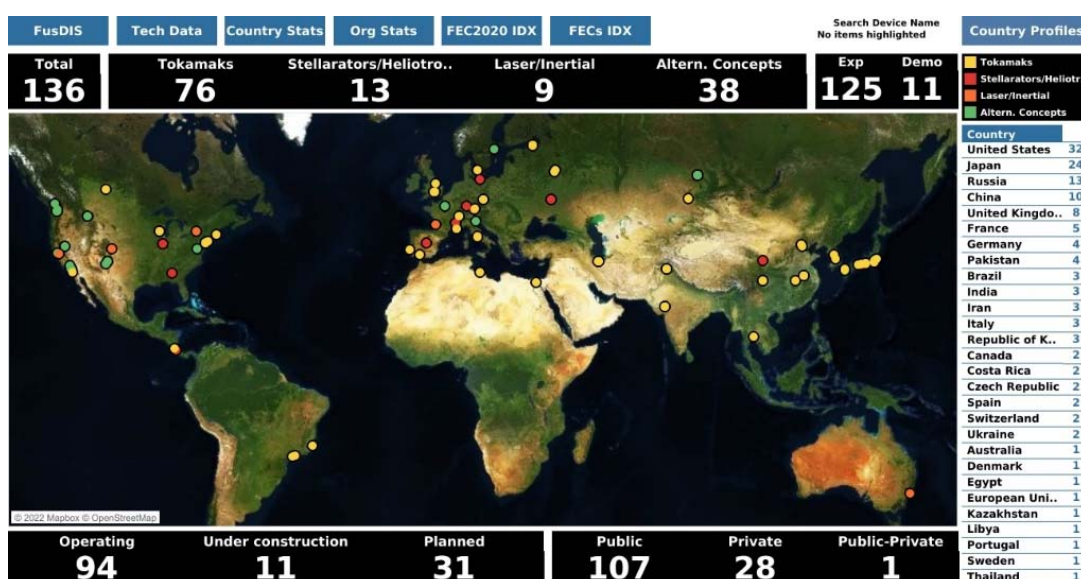 FusDIS
Tech Data
Country Stats
Org Stats
FEC2020 IDX
FECs IDX
Search Device Name
No items highlighted
Country Profiles
Total
136
Tokamaks
76
Stellarators/Heliotro..
13
Laser/Inertial
9
Altern. Concepts
38
Exp
125
Demo
11
Tokamaks
Stellarators/Heliotr
Laser/Inertial
Altern. Concepts
Country
United States 32
Japan 24
Russia 13
China 10
United Kingdo.. 8
France 5
Germany 4
Pakistan 4
Brazil 3
India 3
Iran 3
Italy 3
Republic of K.. 3
Canada 2
Costa Rica 2
Czech Republic 2
Spain 2
Switzerland 2
Ukraine 2
Australia 1
Denmark 1
Egypt 1
European Uni.. 1
Kazakhstan 1
Libya 1
Portugal 1
Sweden 1
Thailand 1
© 2022 Mapbox © OpenStreetMap
Operating
94
Under construction
11
Planned
31
Public
107
Private
28
Public-Private
1